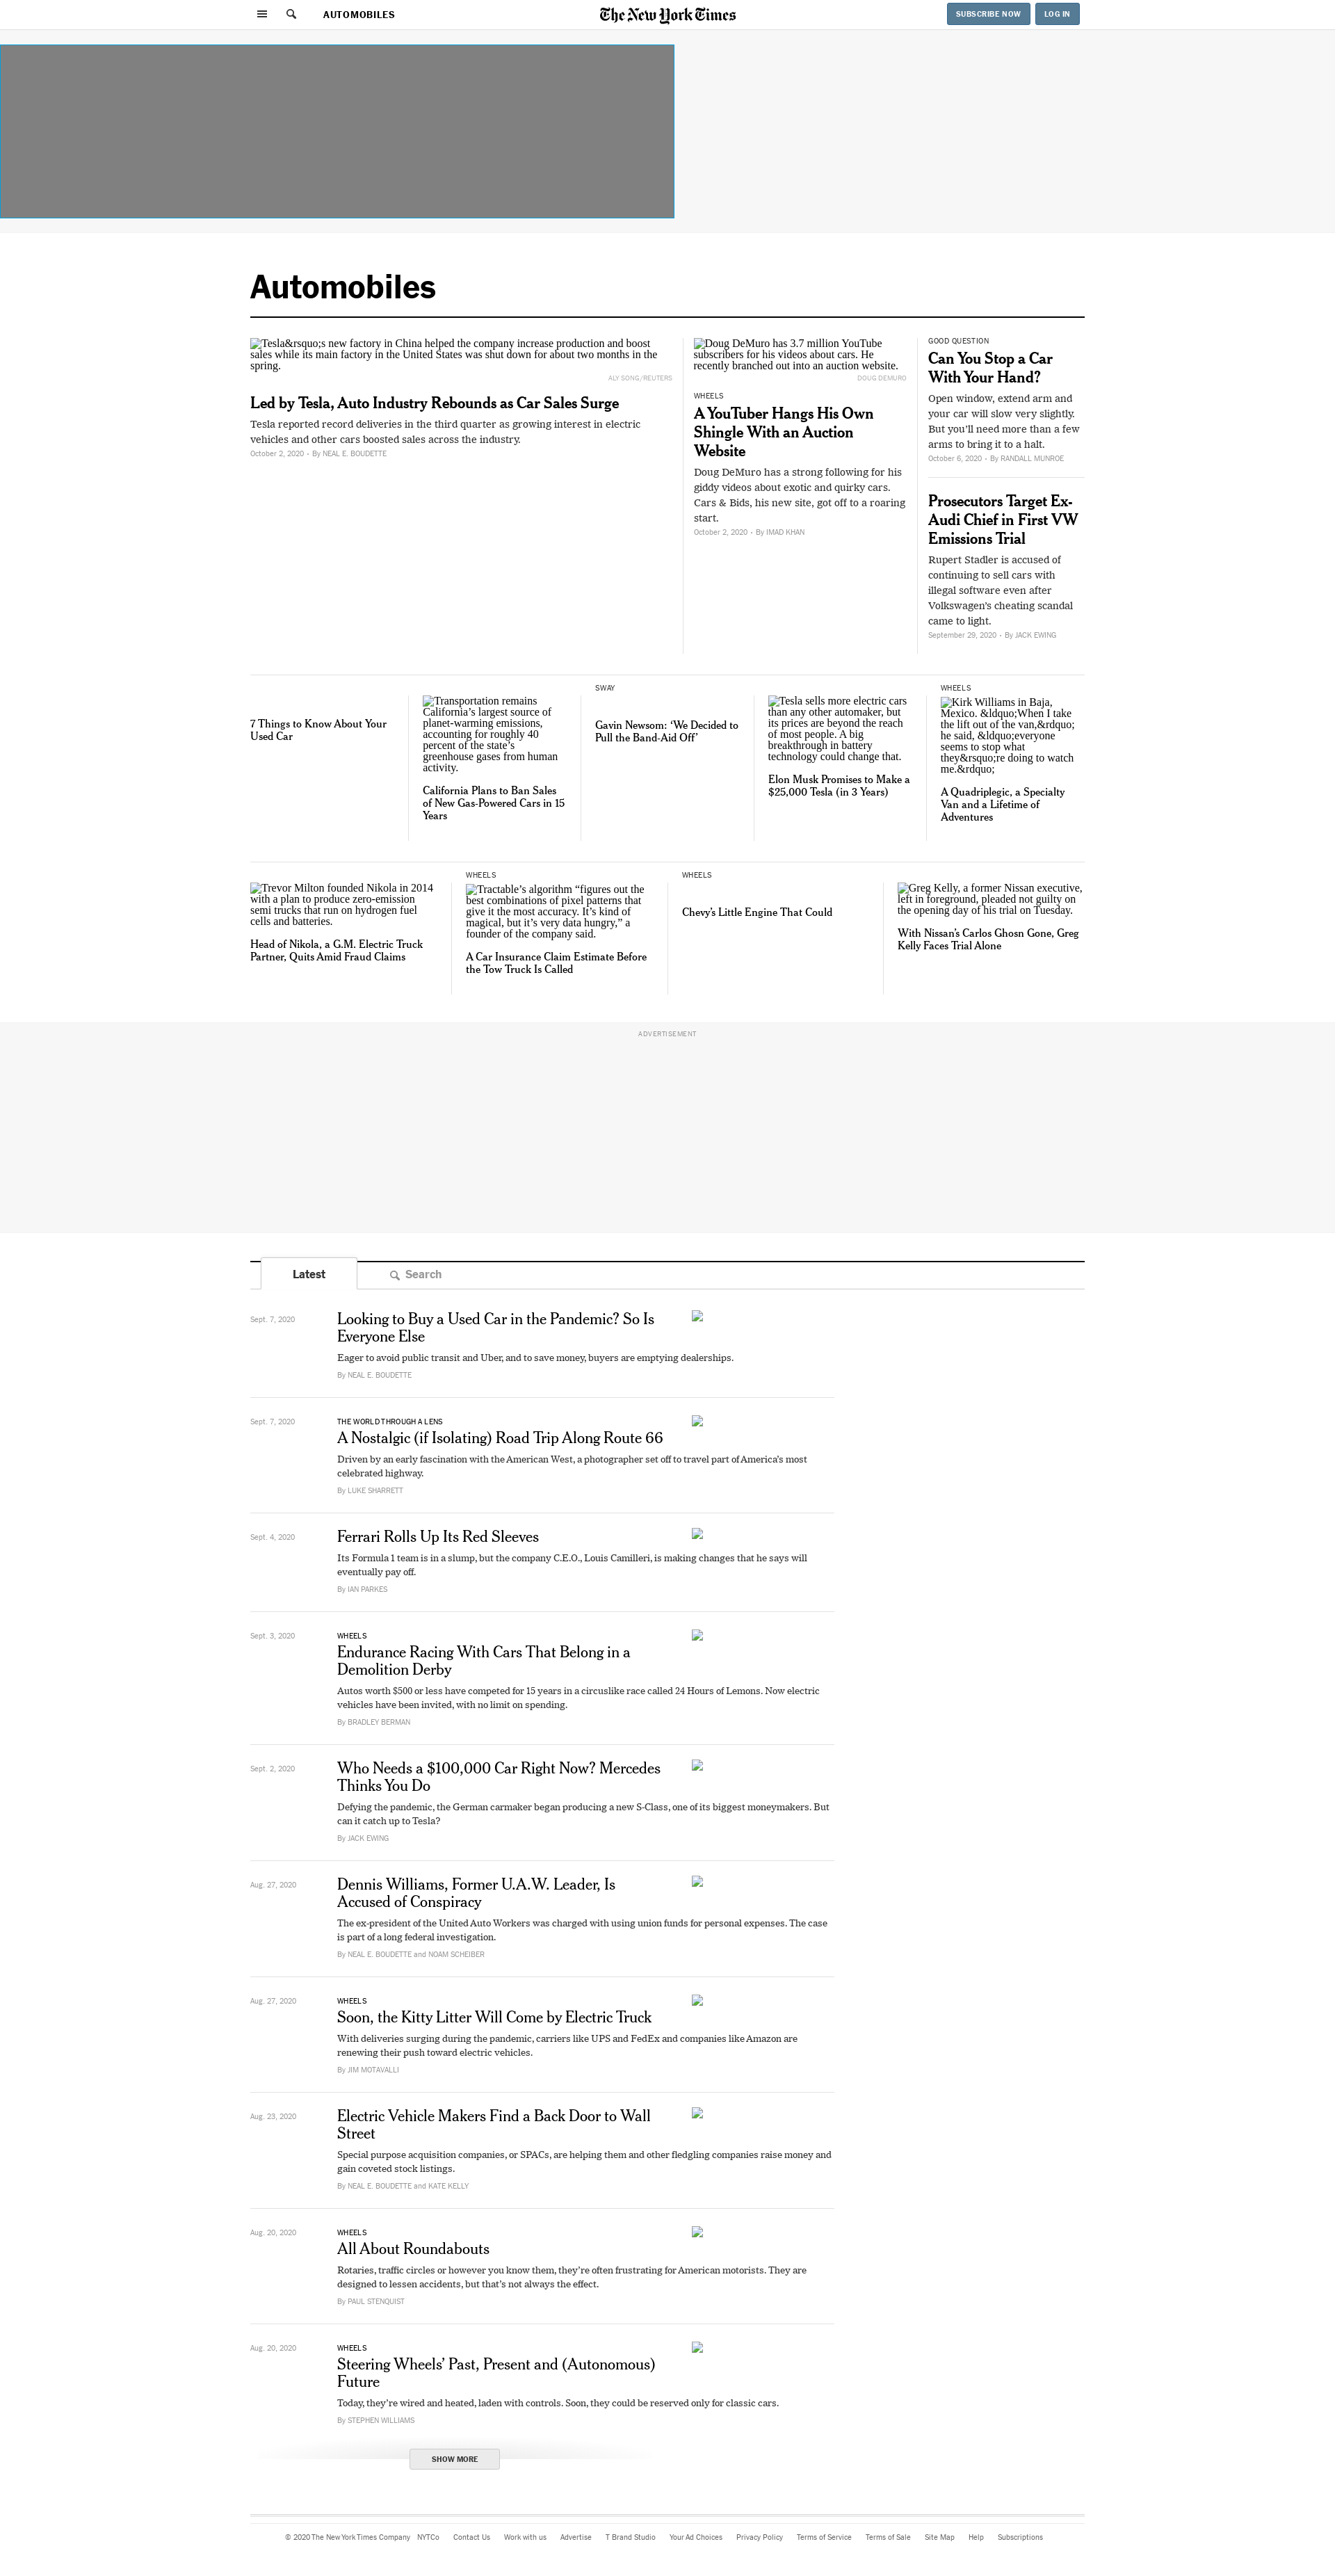 AUTOMOBILES
The New York Times
SUBSCRIBE NOW
LOG IN
Automobiles
Tesla&rsquo;s new factory in China helped the company increase production and boost
sales while its main factory in the United States was shut down for about two months in the
spring.
ALY SONG/REUTERS
Led by Tesla, Auto Industry Rebounds as Car Sales Surge
Tesla reported record deliveries in the third quarter as growing interest in electric
vehicles and other cars boosted sales across the industry.
October 2, 2020 • By NEAL E. BOUDETTE
Doug DeMuro has 3.7 million YouTube
subscribers for his videos about cars. He
recently branched out into an auction website.
DOUG DEMURO
WHEELS
A YouTuber Hangs His Own
Shingle With an Auction
Website
Doug DeMuro has a strong following for his
giddy videos about exotic and quirky cars.
Cars & Bids, his new site, got off to a roaring
start.
October 2, 2020 • By IMAD KHAN
GOOD QUESTION
Can You Stop a Car
With Your Hand?
Open window, extend arm and
your car will slow very slightly.
But you’ll need more than a few
arms to bring it to a halt.
October 6, 2020 • By RANDALL MUNROE
Prosecutors Target Ex-
Audi Chief in First VW
Emissions Trial
Rupert Stadler is accused of
continuing to sell cars with
illegal software even after
Volkswagen’s cheating scandal
came to light.
September 29, 2020 • By JACK EWING
7 Things to Know About Your
Used Car
Transportation remains
California’s largest source of
planet-warming emissions,
accounting for roughly 40
percent of the state’s
greenhouse gases from human
activity.
California Plans to Ban Sales
of New Gas-Powered Cars in 15
Years
SWAY
Gavin Newsom: ‘We Decided to
Pull the Band-Aid Off’
Tesla sells more electric cars
than any other automaker, but
its prices are beyond the reach
of most people. A big
breakthrough in battery
technology could change that.
Elon Musk Promises to Make a
$25,000 Tesla (in 3 Years)
WHEELS
Kirk Williams in Baja,
Mexico. &ldquo;When I take
the lift out of the van,&rdquo;
he said, &ldquo;everyone
seems to stop what
they&rsquo;re doing to watch
me.&rdquo;
A Quadriplegic, a Specialty
Van and a Lifetime of
Adventures
Trevor Milton founded Nikola in 2014
with a plan to produce zero-emission
semi trucks that run on hydrogen fuel
cells and batteries.
Head of Nikola, a G.M. Electric Truck
Partner, Quits Amid Fraud Claims
WHEELS
Tractable’s algorithm “figures out the
best combinations of pixel patterns that
give it the most accuracy. It’s kind of
magical, but it’s very data hungry,” a
founder of the company said.
A Car Insurance Claim Estimate Before
the Tow Truck Is Called
WHEELS
Chevy’s Little Engine That Could
Greg Kelly, a former Nissan executive,
left in foreground, pleaded not guilty on
the opening day of his trial on Tuesday.
With Nissan’s Carlos Ghosn Gone, Greg
Kelly Faces Trial Alone
ADVERTISEMENT
Latest
Search
Sept. 7, 2020
Looking to Buy a Used Car in the Pandemic? So Is
Everyone Else
Eager to avoid public transit and Uber, and to save money, buyers are emptying dealerships.
By NEAL E. BOUDETTE
Sept. 7, 2020
THE WORLD THROUGH A LENS
A Nostalgic (if Isolating) Road Trip Along Route 66
Driven by an early fascination with the American West, a photographer set off to travel part of America’s most
celebrated highway.
By LUKE SHARRETT
Sept. 4, 2020
Ferrari Rolls Up Its Red Sleeves
Its Formula 1 team is in a slump, but the company C.E.O., Louis Camilleri, is making changes that he says will
eventually pay off.
By IAN PARKES
Sept. 3, 2020
WHEELS
Endurance Racing With Cars That Belong in a
Demolition Derby
Autos worth $500 or less have competed for 15 years in a circuslike race called 24 Hours of Lemons. Now electric
vehicles have been invited, with no limit on spending.
By BRADLEY BERMAN
Sept. 2, 2020
Who Needs a $100,000 Car Right Now? Mercedes
Thinks You Do
Defying the pandemic, the German carmaker began producing a new S-Class, one of its biggest moneymakers. But
can it catch up to Tesla?
By JACK EWING
Aug. 27, 2020
Dennis Williams, Former U.A.W. Leader, Is
Accused of Conspiracy
The ex-president of the United Auto Workers was charged with using union funds for personal expenses. The case
is part of a long federal investigation.
By NEAL E. BOUDETTE and NOAM SCHEIBER
Aug. 27, 2020
WHEELS
Soon, the Kitty Litter Will Come by Electric Truck
With deliveries surging during the pandemic, carriers like UPS and FedEx and companies like Amazon are
renewing their push toward electric vehicles.
By JIM MOTAVALLI
Aug. 23, 2020
Electric Vehicle Makers Find a Back Door to Wall
Street
Special purpose acquisition companies, or SPACs, are helping them and other fledgling companies raise money and
gain coveted stock listings.
By NEAL E. BOUDETTE and KATE KELLY
Aug. 20, 2020
WHEELS
All About Roundabouts
Rotaries, traffic circles or however you know them, they’re often frustrating for American motorists. They are
designed to lessen accidents, but that’s not always the effect.
By PAUL STENQUIST
Aug. 20, 2020
WHEELS
Steering Wheels’ Past, Present and (Autonomous)
Future
Today, they’re wired and heated, laden with controls. Soon, they could be reserved only for classic cars.
By STEPHEN WILLIAMS
SHOW MORE
© 2020 The New York Times Company NYTCo Contact Us Work with us Advertise T Brand Studio Your Ad Choices Privacy Policy Terms of Service Terms of Sale Site Map Help Subscriptions